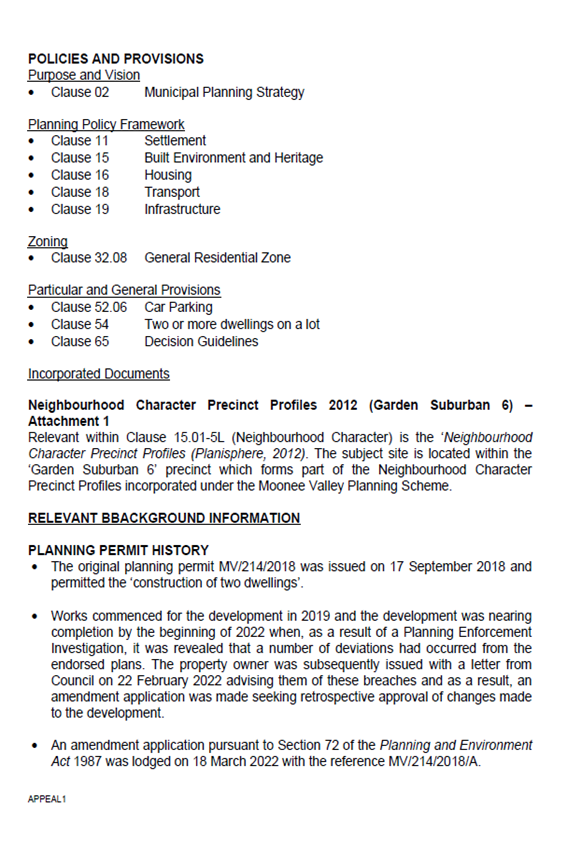 POLICIES AND PROVISIONS
Purpose and Vision
• Clause 02 Municipal Planning Strategy
Planning Policy Framework
• Clause 11 Settlement
• Clause 15 Built Environment and Heritage
• Clause 16 Housing
• Clause 18 Transport
• Clause 19 Infrastructure
Zoning
• Clause 32.08 General Residential Zone
Particular and General Provisions
• Clause 52.06 Car Parking
• Clause 54 Two or more dwellings on a lot
• Clause 65 Decision Guidelines
Incorporated Documents
Neighbourhood Character Precinct Profiles 2012 (Garden Suburban 6) –
Attachment 1
Relevant within Clause 15.01-5L (Neighbourhood Character) is the ‘Neighbourhood
Character Precinct Profiles (Planisphere, 2012). The subject site is located within the
‘Garden Suburban 6’ precinct which forms part of the Neighbourhood Character
Precinct Profiles incorporated under the Moonee Valley Planning Scheme.
RELEVANT BBACKGROUND INFORMATION
PLANNING PERMIT HISTORY
• The original planning permit MV/214/2018 was issued on 17 September 2018 and
permitted the ‘construction of two dwellings’.
• Works commenced for the development in 2019 and the development was nearing
completion by the beginning of 2022 when, as a result of a Planning Enforcement
Investigation, it was revealed that a number of deviations had occurred from the
endorsed plans. The property owner was subsequently issued with a letter from
Council on 22 February 2022 advising them of these breaches and as a result, an
amendment application was made seeking retrospective approval of changes made
to the development.
• An amendment application pursuant to Section 72 of the Planning and Environment
Act 1987 was lodged on 18 March 2022 with the reference MV/214/2018/A.
APPEAL1